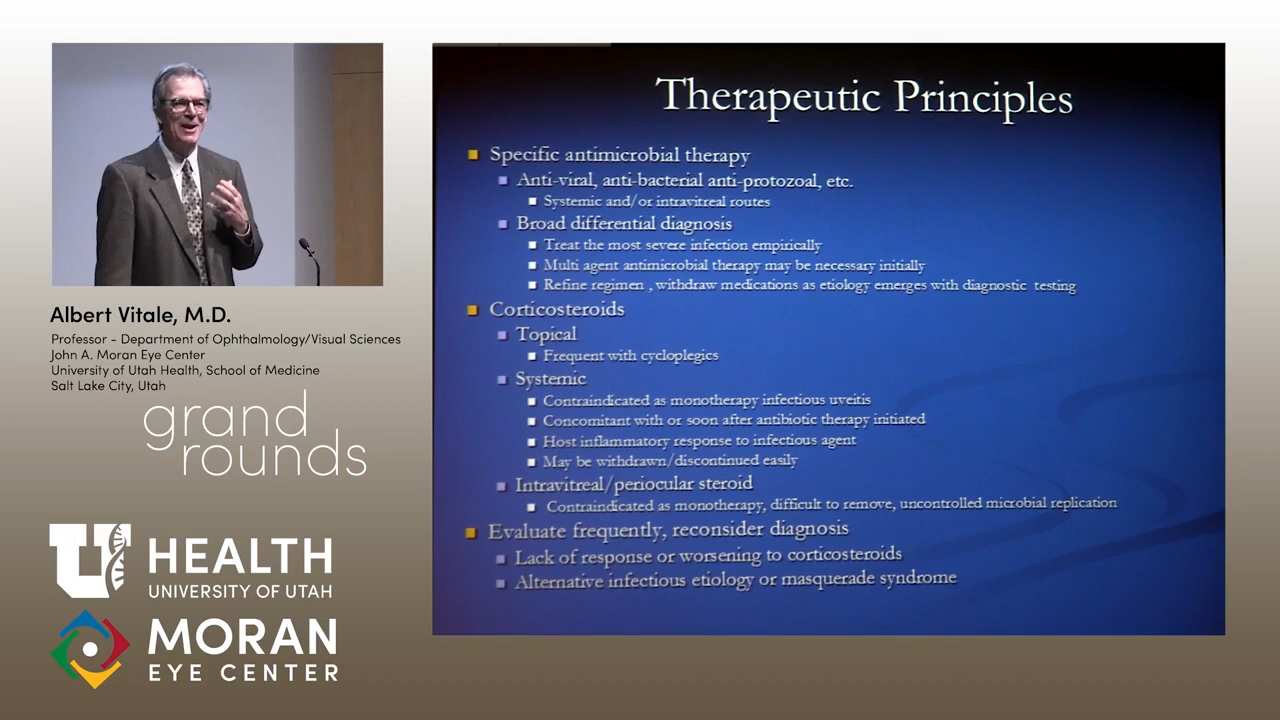 Albert Vitale, M.D.
Professor - Department of Ophthalmology/Visual Sciences
John A. Moran Eye Center
University of Utah Health, School of Medicine
Salt Lake City, Utah
grand
rounds
U HEALTH
UNIVERSITY OF UTAH
MORAN
EYE CENTER
Therapeutic Principles
Specific antimicrobial therapy
Anti-viral, anti-bacterial anti-protozoal, etc.
Systemic and/or intravitreal routes
Broad differential diagnosis
Treat the most severe infection empirically
Multi agent antimicrobial therapy may be necessary initially
Refine regimen , withdraw medications as etiology emerges with diagnostic testing
Corticosteroids
Topical
Frequent with cycloplegics
Systemic
Contraindicated as monotherapy infectious uveitis
Concomitant with or soon after antibiotic therapy initiated
Host inflammatory response to infectious agent
May be withdrawn/discontinued easily
Intravitreal/periocular steroid
Contraindicated as monotherapy, difficult to remove, uncontrolled microbial replication
Evaluate frequently, reconsider diagnosis
Lack of response or worsening to corticosteroids
Alternative infectious etiology or masquerade syndrome